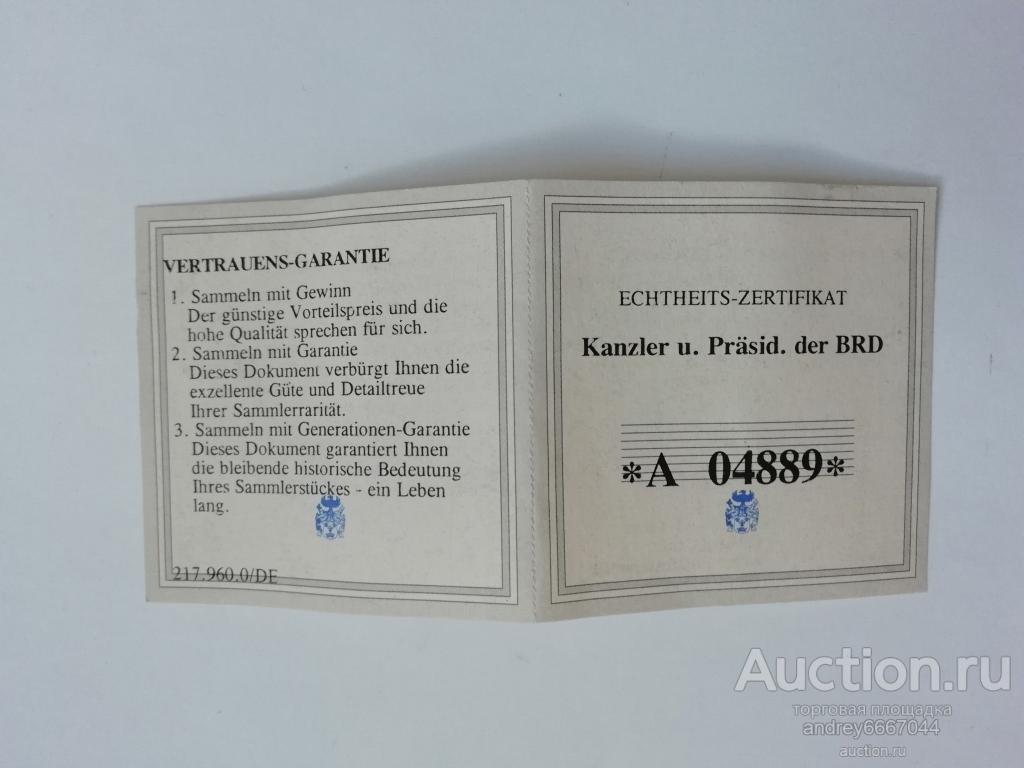 VERTRAUENS-GARANTIE
1. Sammeln mit Gewinn
Der günstige Vorteilspreis und die
hohe Qualität sprechen für sich.
2. Sammeln mit Garantie
Dieses Dokument verbürgt Ihnen die
exzellente Güte und Detailtreue
Ihrer Sammlerrarität.
3. Sammeln mit Generationen-Garantie
Dieses Dokument garantiert Ihnen
die bleibende historische Bedeutung
Ihres Sammlerstückes - ein Leben
lang.
217.960.0/DE
ECHTHEITS-ZERTIFIKAT
Kanzler u. Präsid. der BRD
*A 04889*
Auction.ru
торговая площадка
andrey6667044
auction.ru